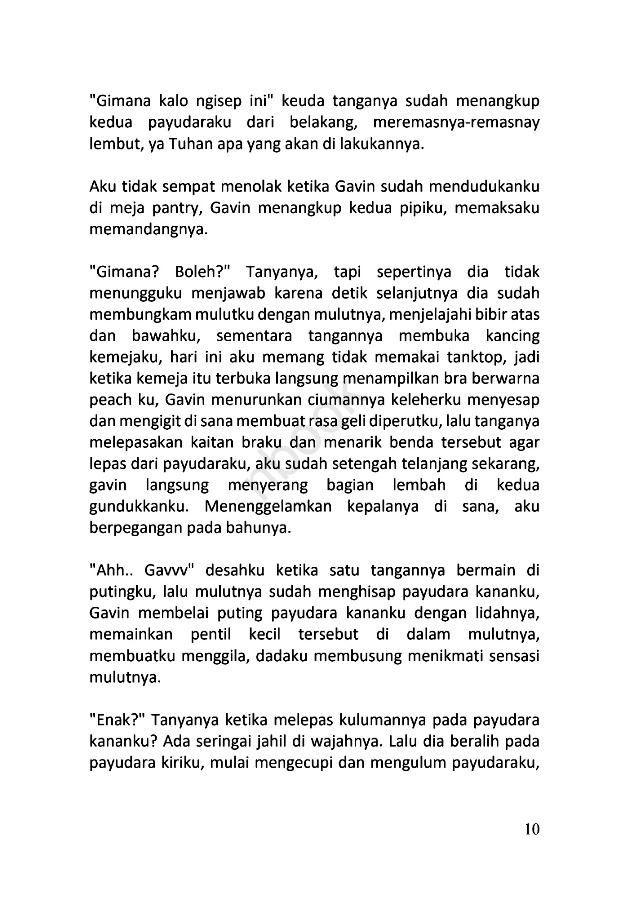 "Gimana kalo ngisep ini" keuda tanganya sudah menangkup
kedua payudaraku dari belakang, meremasnya-remasnay
lembut, ya Tuhan apa yang akan di lakukannya.
Aku tidak sempat menolak ketika Gavin sudah mendudukanku
di meja pantry, Gavin menangkup kedua pipiku, memaksaku
memandangnya.
"Gimana? Boleh?" Tanyanya, tapi sepertinya dia tidak
menungguku menjawab karena detik selanjutnya dia sudah
membungkam mulutku dengan mulutnya, menjelajahi bibir atas
dan bawahku, sementara tangannya membuka kancing
kemejaku, hari ini aku memang tidak memakai tanktop, jadi
ketika kemeja itu terbuka langsung menampilkan bra berwarna
peach ku, Gavin menurunkan ciumannya keleherku menyesap
dan mengigit di sana membuat rasa geli diperutku, lalu tanganya
melepasakan kaitan braku dan menarik benda tersebut agar
lepas dari payudaraku, aku sudah setengah telanjang sekarang,
gavin langsung menyerang bagian lembah di kedua
gundukkanku. Menenggelamkan kepalanya di sana, aku
berpegangan pada bahunya.
"Ahh.. Gavvv" desahku ketika satu tangannya bermain di
putingku, lalu mulutnya sudah menghisap payudara kananku,
Gavin membelai puting payudara kananku dengan lidahnya,
memainkan pentil kecil tersebut di dalam mulutnya,
membuatku menggila, dadaku membusung menikmati sensasi
mulutnya.
"Enak?" Tanyanya ketika melepas kulumannya pada payudara
kananku? Ada seringai jahil di wajahnya. Lalu dia beralih pada
payudara kiriku, mulai mengecupi dan mengulum payudaraku,
10